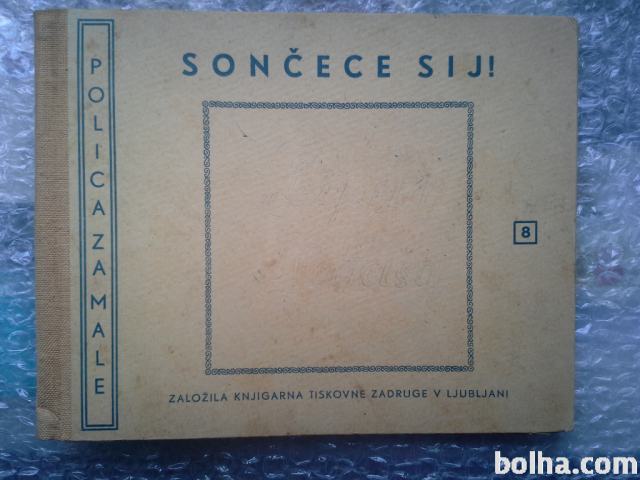 POLICA ZA MALE
SONČECE SIJ!
8
ZALOŽILA KNJIGARNA TISKOVNE ZADRUGE V LJUBLJANI
bolha.com